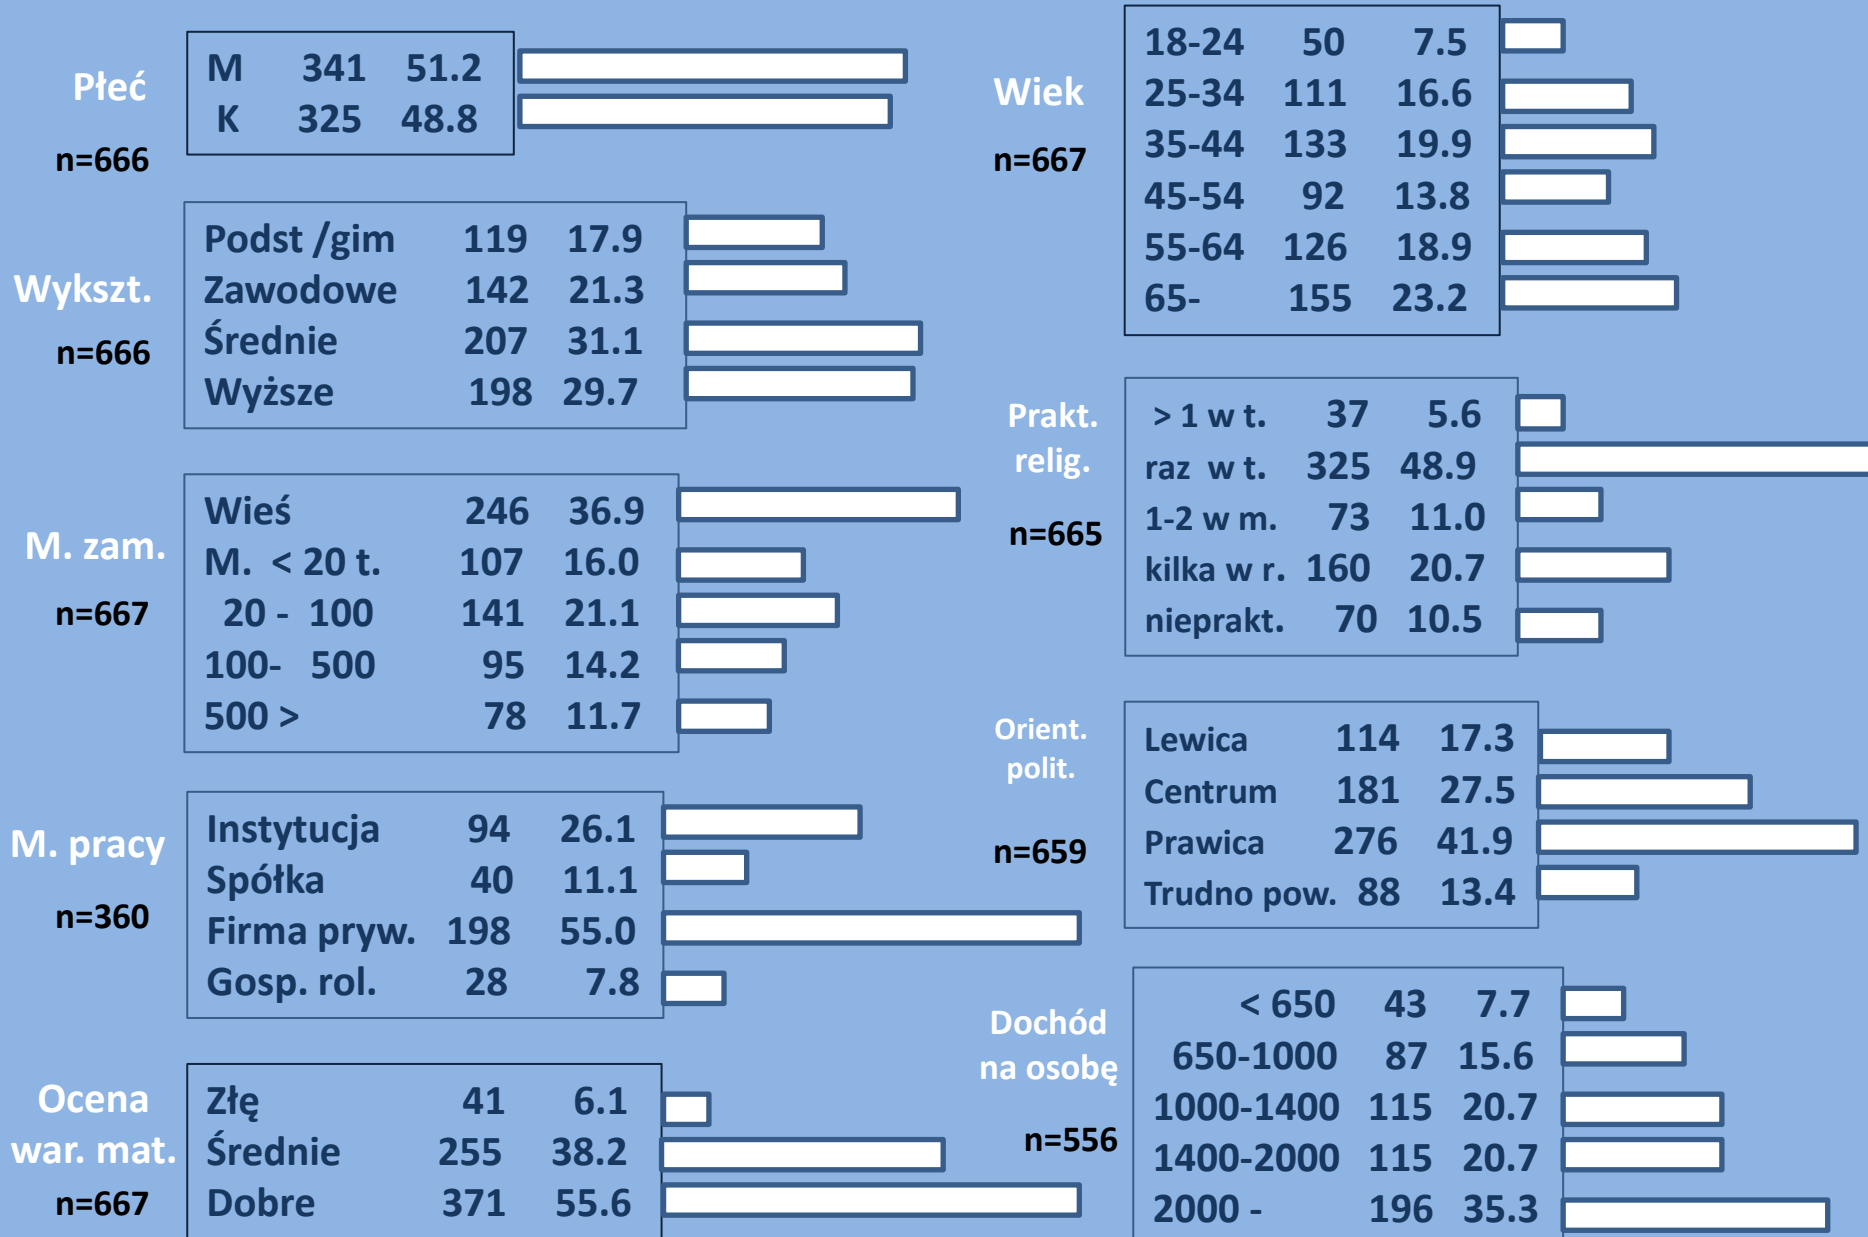 Płeć
n=666
M 341 51.2
K 325 48.8
Wykszt.
n=666
Podst /gim 119 17.9
Zawodowe 142 21.3
Średnie 207 31.1
Wyższe 198 29.7
M. zam.
n=667
Wieś 246 36.9
M. < 20 t. 107 16.0
20 - 100 141 21.1
100- 500 95 14.2
500 > 78 11.7
M. pracy
n=360
Instytucja 94 26.1
Spółka 40 11.1
Firma pryw. 198 55.0
Gosp. rol. 28 7.8
Ocena
war. mat.
n=667
Złę 41 6.1
Średnie 255 38.2
Dobre 371 55.6
Wiek
n=667
18-24 50 7.5
25-34 111 16.6
35-44 133 19.9
45-54 92 13.8
55-64 126 18.9
65- 155 23.2
Prakt.
relig.
n=665
> 1 w t. 37 5.6
raz w t. 325 48.9
1-2 w m. 73 11.0
kilka w r. 160 20.7
nieprakt. 70 10.5
Orient.
polit.
n=659
Lewica 114 17.3
Centrum 181 27.5
Prawica 276 41.9
Trudno pow. 88 13.4
Dochód
na osobę
n=556
< 650 43 7.7
650-1000 87 15.6
1000-1400 115 20.7
1400-2000 115 20.7
2000 - 196 35.3